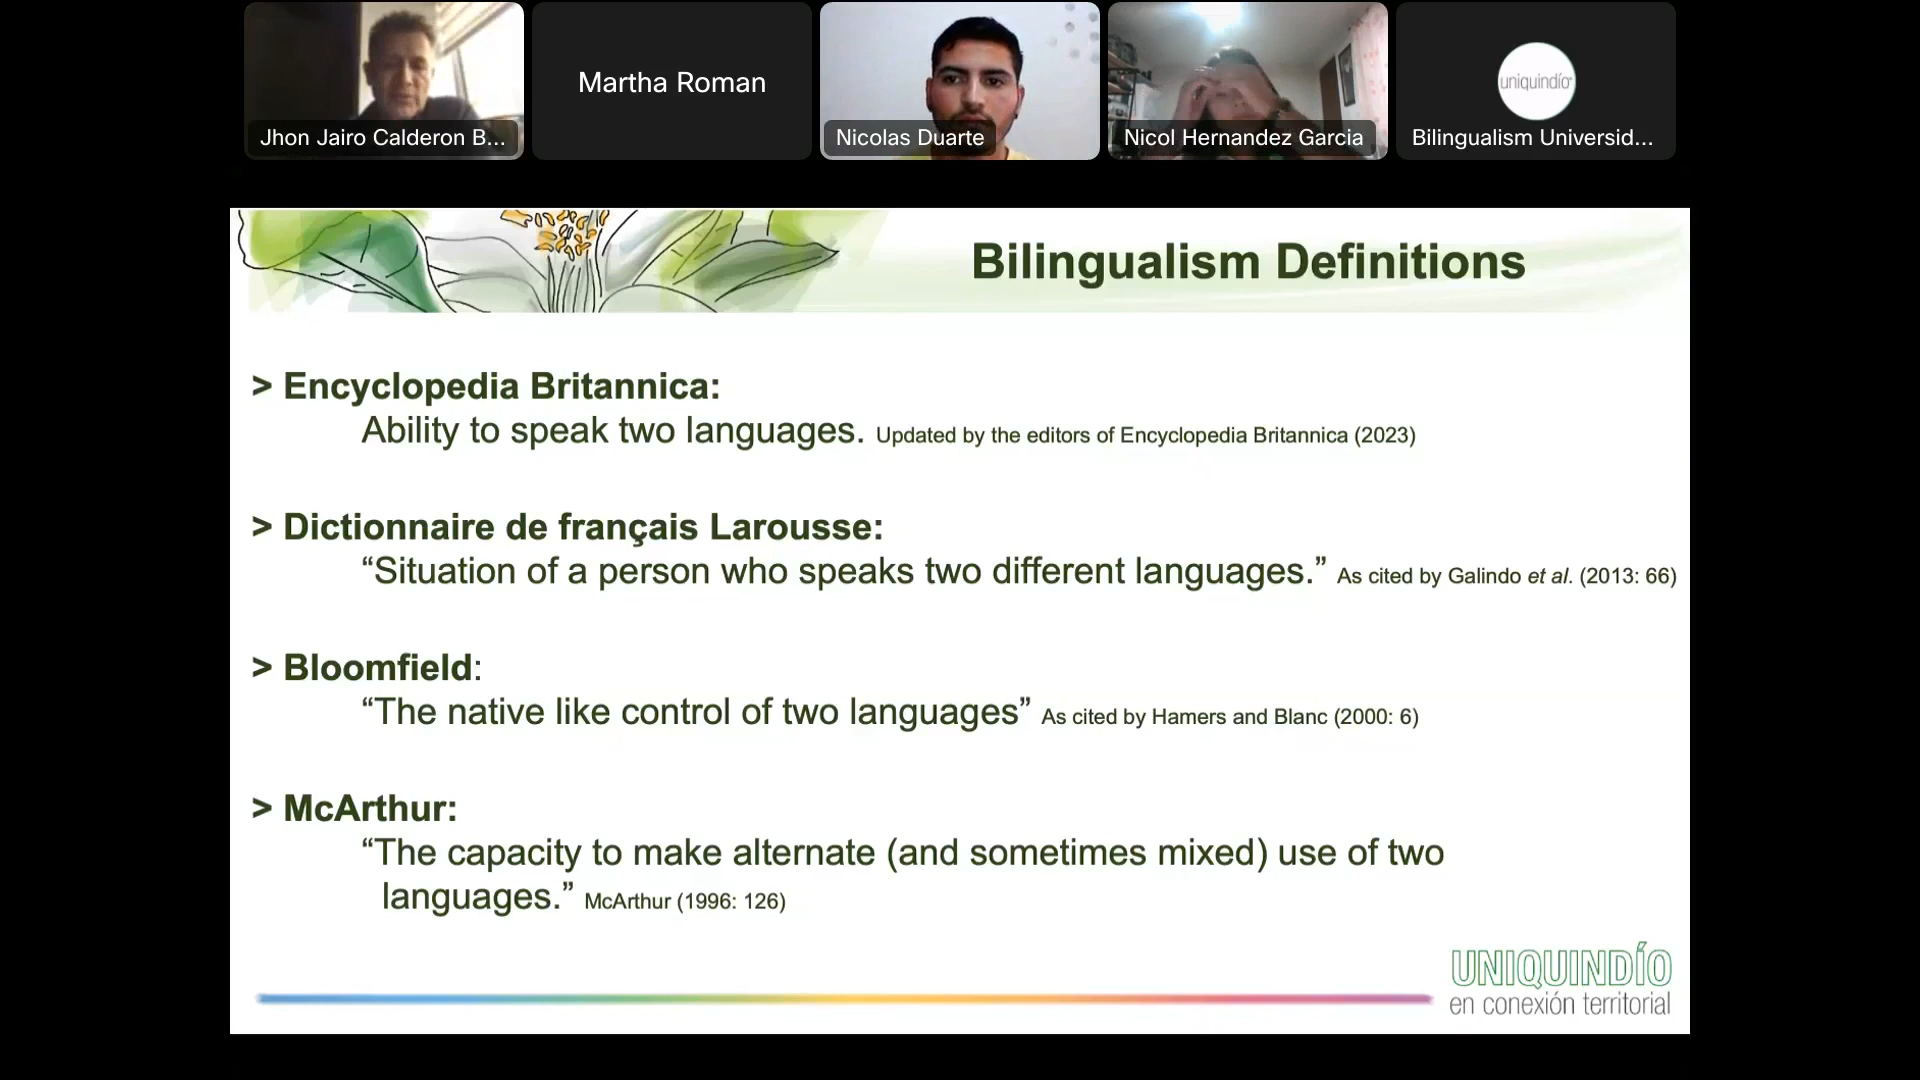 Jhon Jairo Calderon B...
Martha Roman
Nicolas Duarte
Nicol Hernandez Garcia
uniquindío
Bilingualism Universid...
Bilingualism Definitions
> Encyclopedia Britannica:
Ability to speak two languages. Updated by the editors of Encyclopedia Britannica (2023)
> Dictionnaire de français Larousse:
“Situation of a person who speaks two different languages.” As cited by Galindo et al. (2013: 66)
> Bloomfield:
“The native like control of two languages” As cited by Hamers and Blanc (2000: 6)
> McArthur:
“The capacity to make alternate (and sometimes mixed) use of two
languages.” McArthur (1996: 126)
UNIQUINDÍO
en conexión territorial